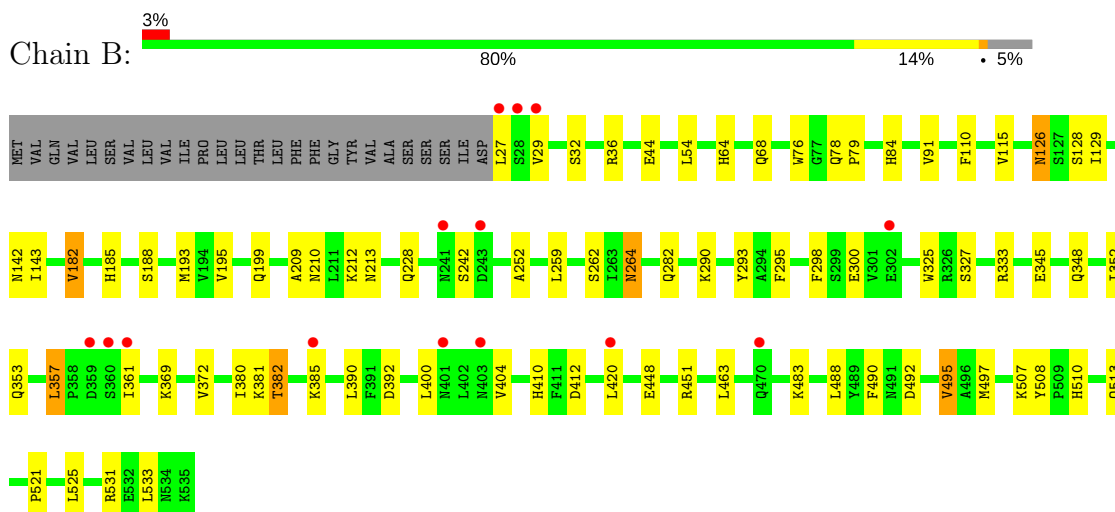 3%
Chain B:
80% 14% • 5%
MET VAL GLN VAL LEU SER VAL LEU VAL ILE PRO LEU LEU THR LEU PHE PHE GLY TYR VAL ALA SER SER SER ILE ASP L27 S28 V29 S32 R36 E44 L54 H64 Q68 W76 G77 Q78 P79 H84 V91 F110 V115 N126 S127 S128 I129
N142 I143 V182 H185 S188 M193 V194 V195 Q199 A209 N210 L211 K212 N213 Q228 N241 S242 D243 A252 L259 S262 I263 N264 Q282 K290 Y293 A294 F295 F298 S299 E300 V301 E302 W325 R326 S327 R333 E345 Q348 I352
Q353 L357 P358 D359 S360 I361 K369 V372 I380 K381 T382 K385 L390 F391 D392 L400 N401 L402 N403 V404 H410 F411 D412 L420 E448 R451 L463 Q470 K483 L488 Y489 F490 N491 D492 V495 A496 M497 K507 Y508 P509 H510 Q513
P521 L525 R531 E532 L533 N534 K535